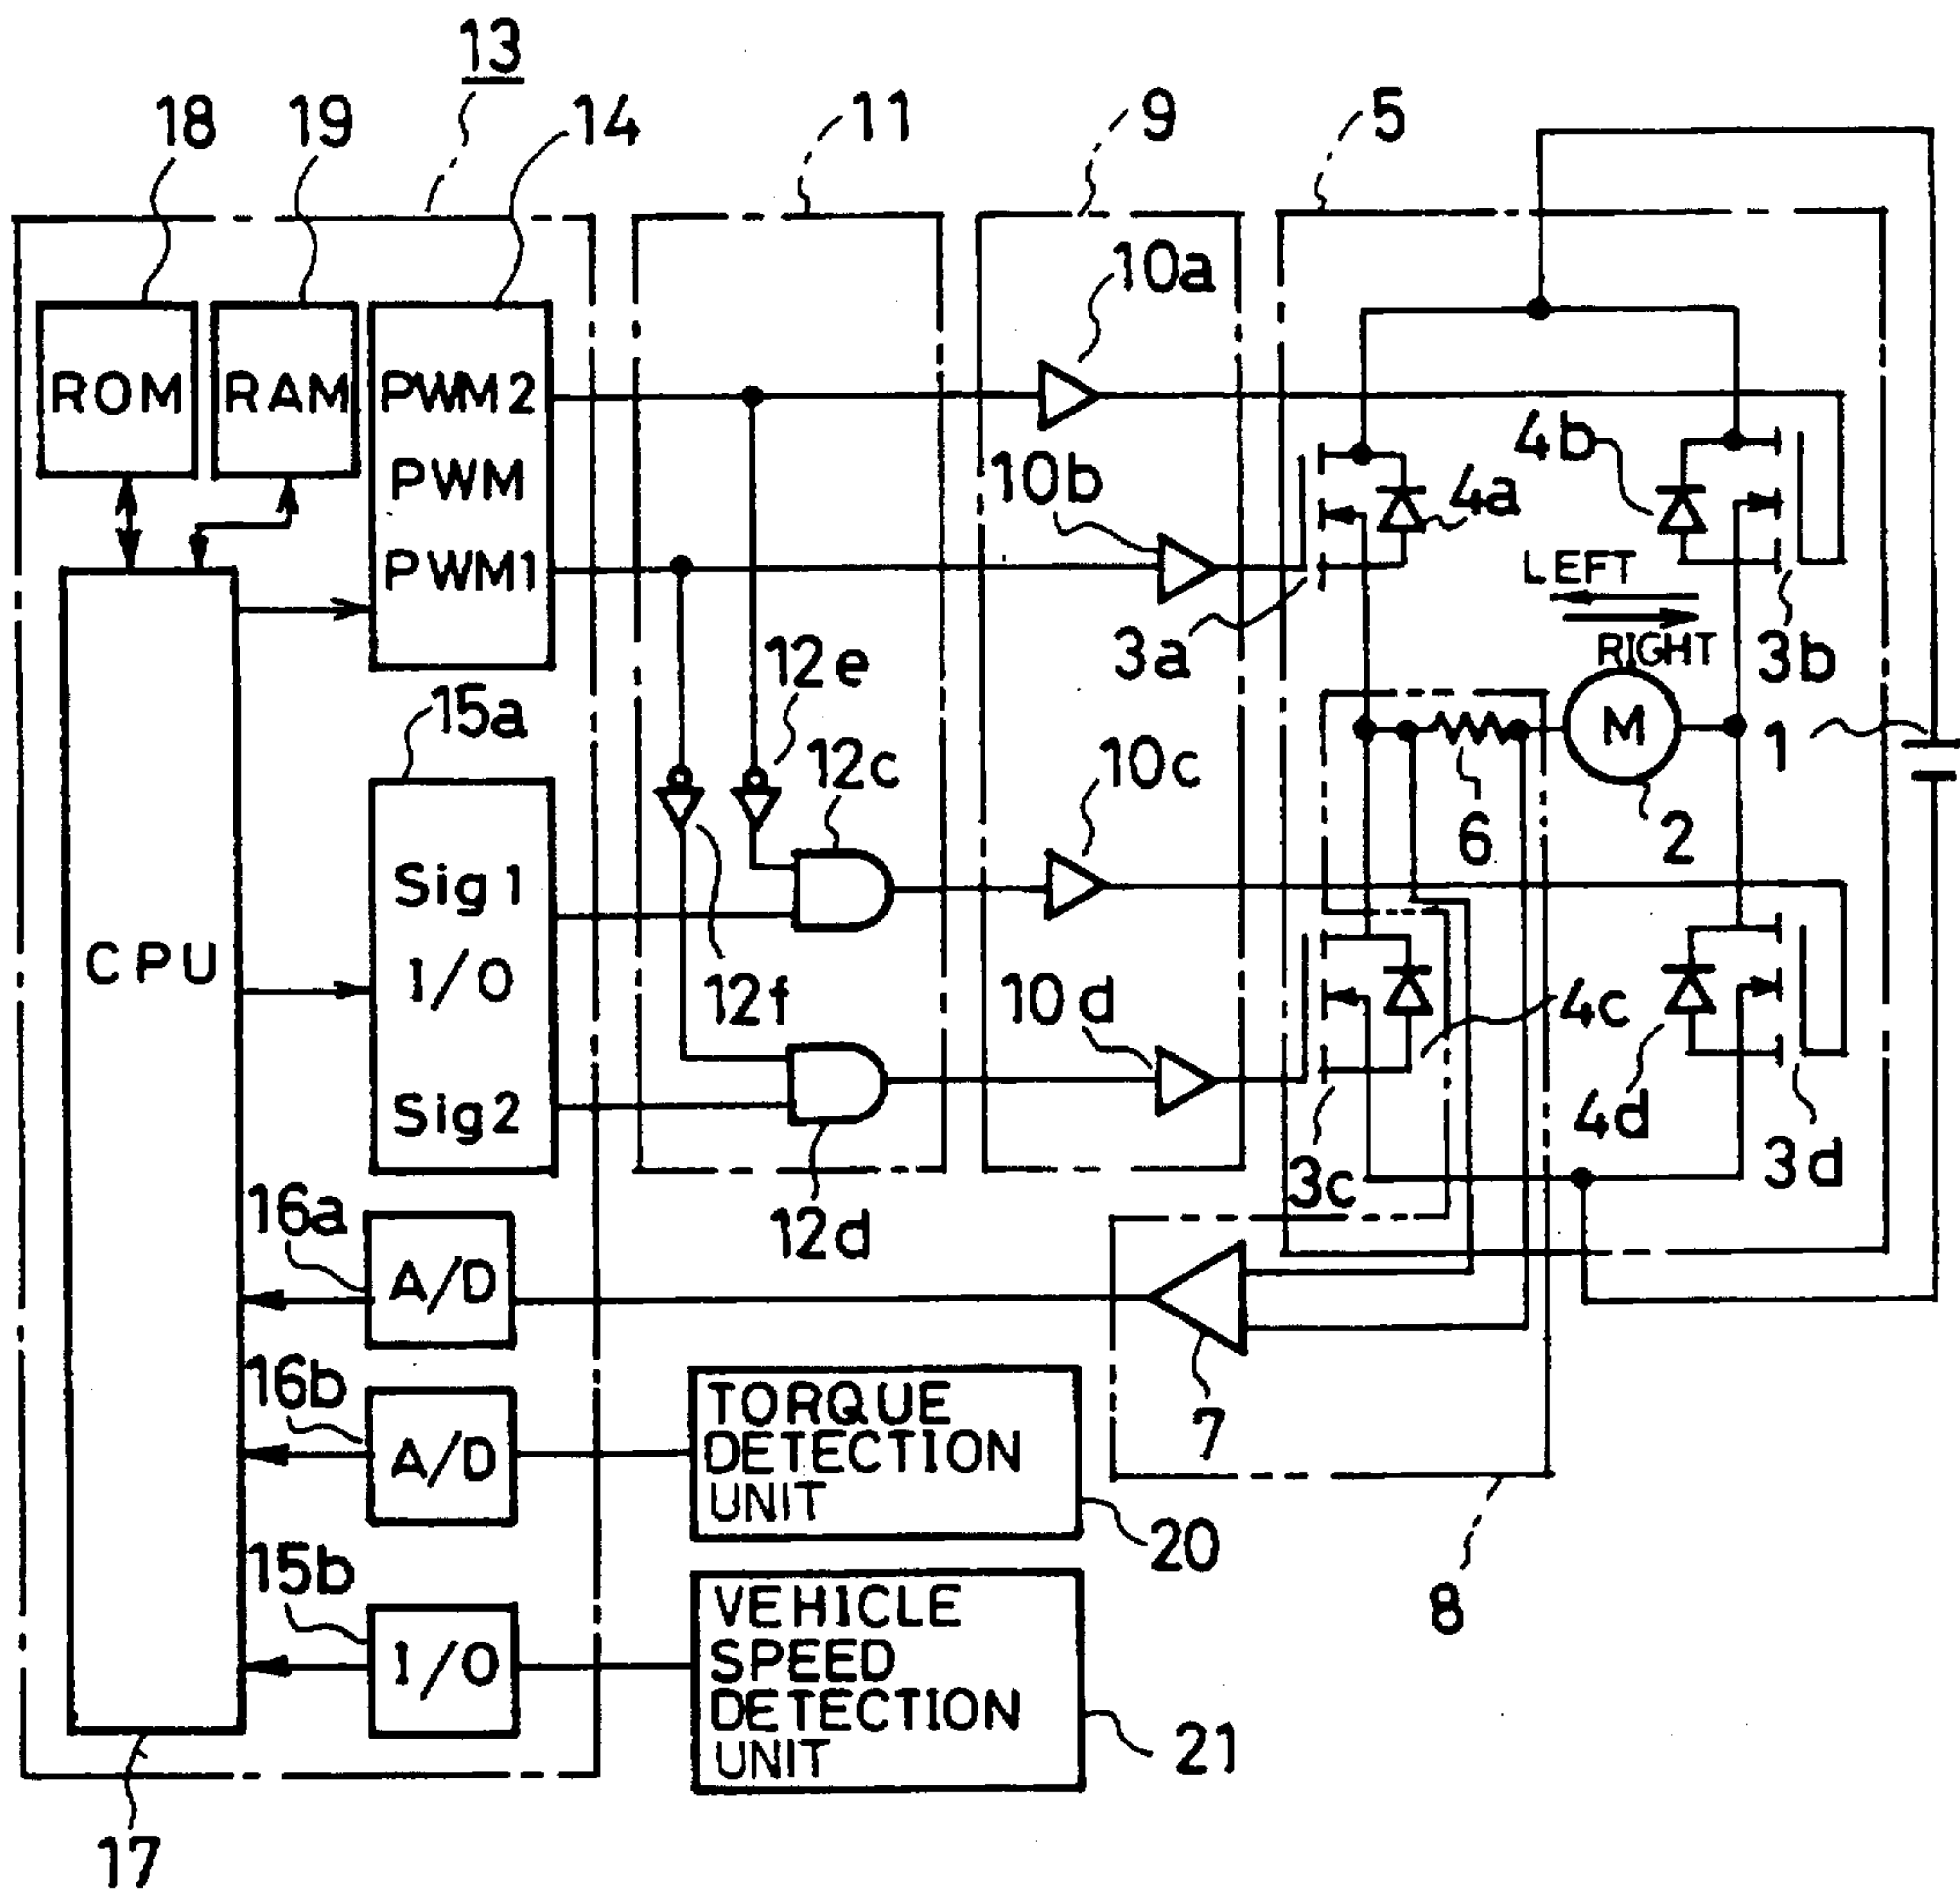 13
18
19
14
11
9
5
10a
ROM
RAM
PWM2
PWM
PWM1
10b
4a
4b
LEFT
RIGHT
3a
3b
12e
15a
12c
10c
M
1
6
2
Sig1
I/O
Sig2
CPU
12f
10d
4c
4d
3c
3d
12d
16a
A/D
7
16b
A/D
TORQUE
DETECTION
UNIT
20
8
15b
I/O
VEHICLE
SPEED
DETECTION
UNIT
21
17